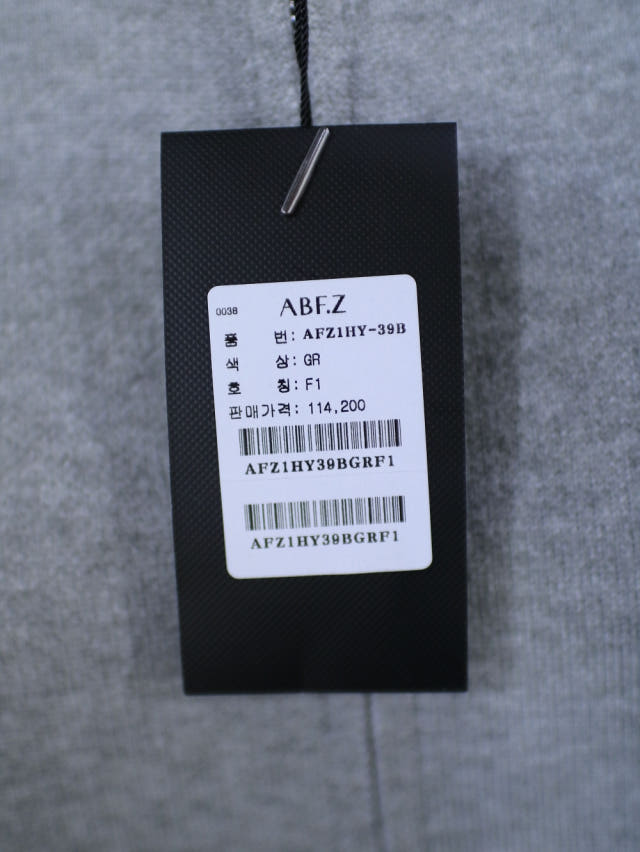 0038 ABF.Z
품 번: AFZ1HY-39B
색 상: GR
호 칭: F1
판매가격: 114,200
AFZ1HY39BGRF1
AFZ1HY39BGRF1